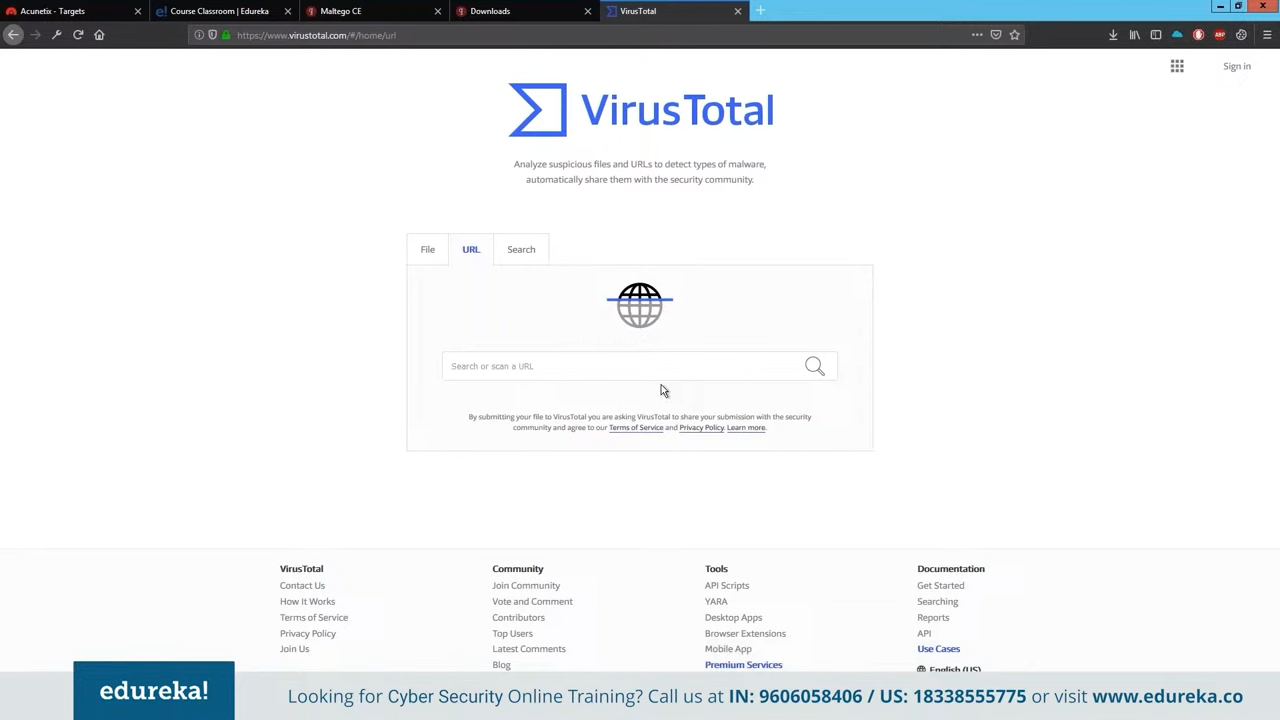 Acunetix - Targets
Course Classroom | Edureka
Maltego CE
Downloads
VirusTotal
https://www.virustotal.com/#/home/url
Sign in
VirusTotal
Analyze suspicious files and URLs to detect types of malware,
automatically share them with the security community.
File URL Search
Search or scan a URL
By submitting your file to VirusTotal you are asking VirusTotal to share your submission with the security
community and agree to our Terms of Service and Privacy Policy. Learn more.
VirusTotal
Contact Us
How It Works
Terms of Service
Privacy Policy
Join Us
Community
Join Community
Vote and Comment
Contributors
Top Users
Latest Comments
Blog
Tools
API Scripts
YARA
Desktop Apps
Browser Extensions
Mobile App
Premium Services
Documentation
Get Started
Searching
Reports
API
Use Cases
English (US)
edureka!
Looking for Cyber Security Online Training? Call us at IN: 9606058406 / US: 18338555775 or visit www.edureka.co